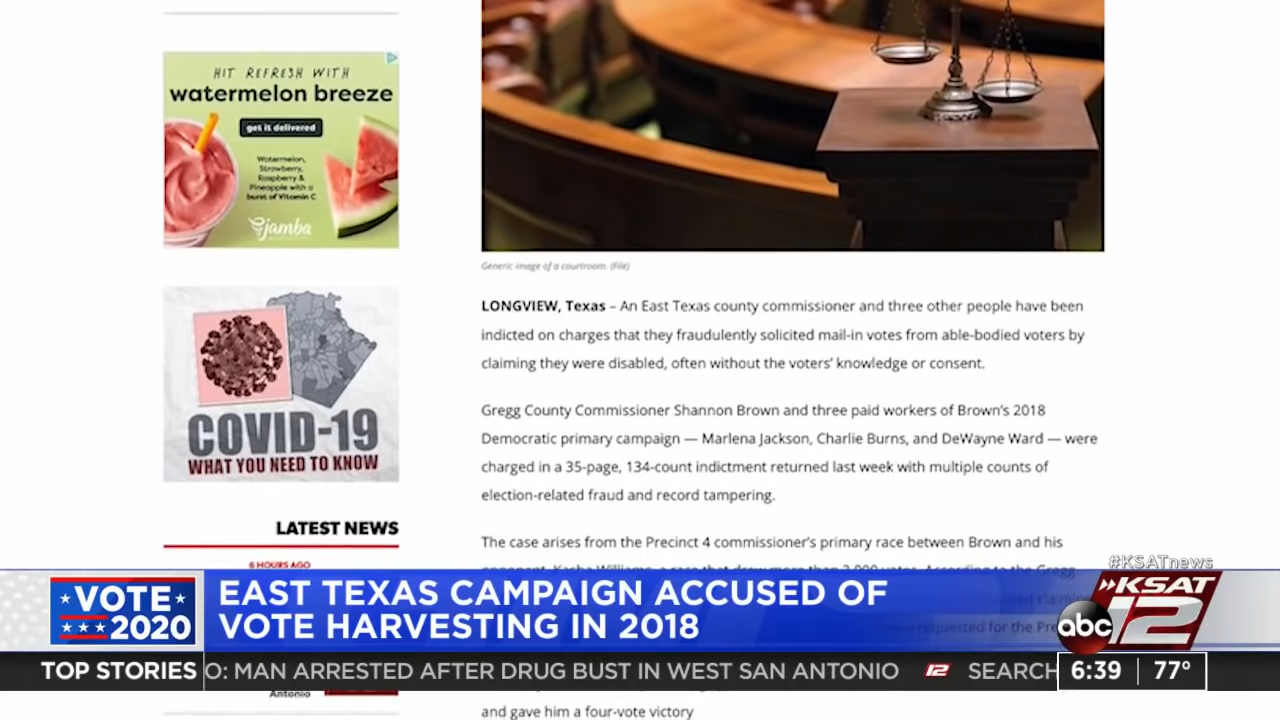 HIT REFRESH WITH
watermelon breeze
get it delivered
Watermelon,
Strawberry,
Raspberry &
Pineapple with a
burst of Vitamin C
jamba
COVID-19
WHAT YOU NEED TO KNOW
LATEST NEWS
6 HOURS AGO
Generic image of a courtroom. (File)
LONGVIEW, Texas – An East Texas county commissioner and three other people have been
indicted on charges that they fraudulently solicited mail-in votes from able-bodied voters by
claiming they were disabled, often without the voters' knowledge or consent.
Gregg County Commissioner Shannon Brown and three paid workers of Brown's 2018
Democratic primary campaign — Marlena Jackson, Charlie Burns, and DeWayne Ward — were
charged in a 35-page, 134-count indictment returned last week with multiple counts of
election-related fraud and record tampering.
The case arises from the Precinct 4 commissioner's primary race between Brown and his
#KSATnews
VOTE
2020
EAST TEXAS CAMPAIGN ACCUSED OF
VOTE HARVESTING IN 2018
abc KSAT
12
TOP STORIES
O: MAN ARRESTED AFTER DRUG BUST IN WEST SAN ANTONIO 12 SEARCH
6:39 77°
Antonio
and gave him a four-vote victory